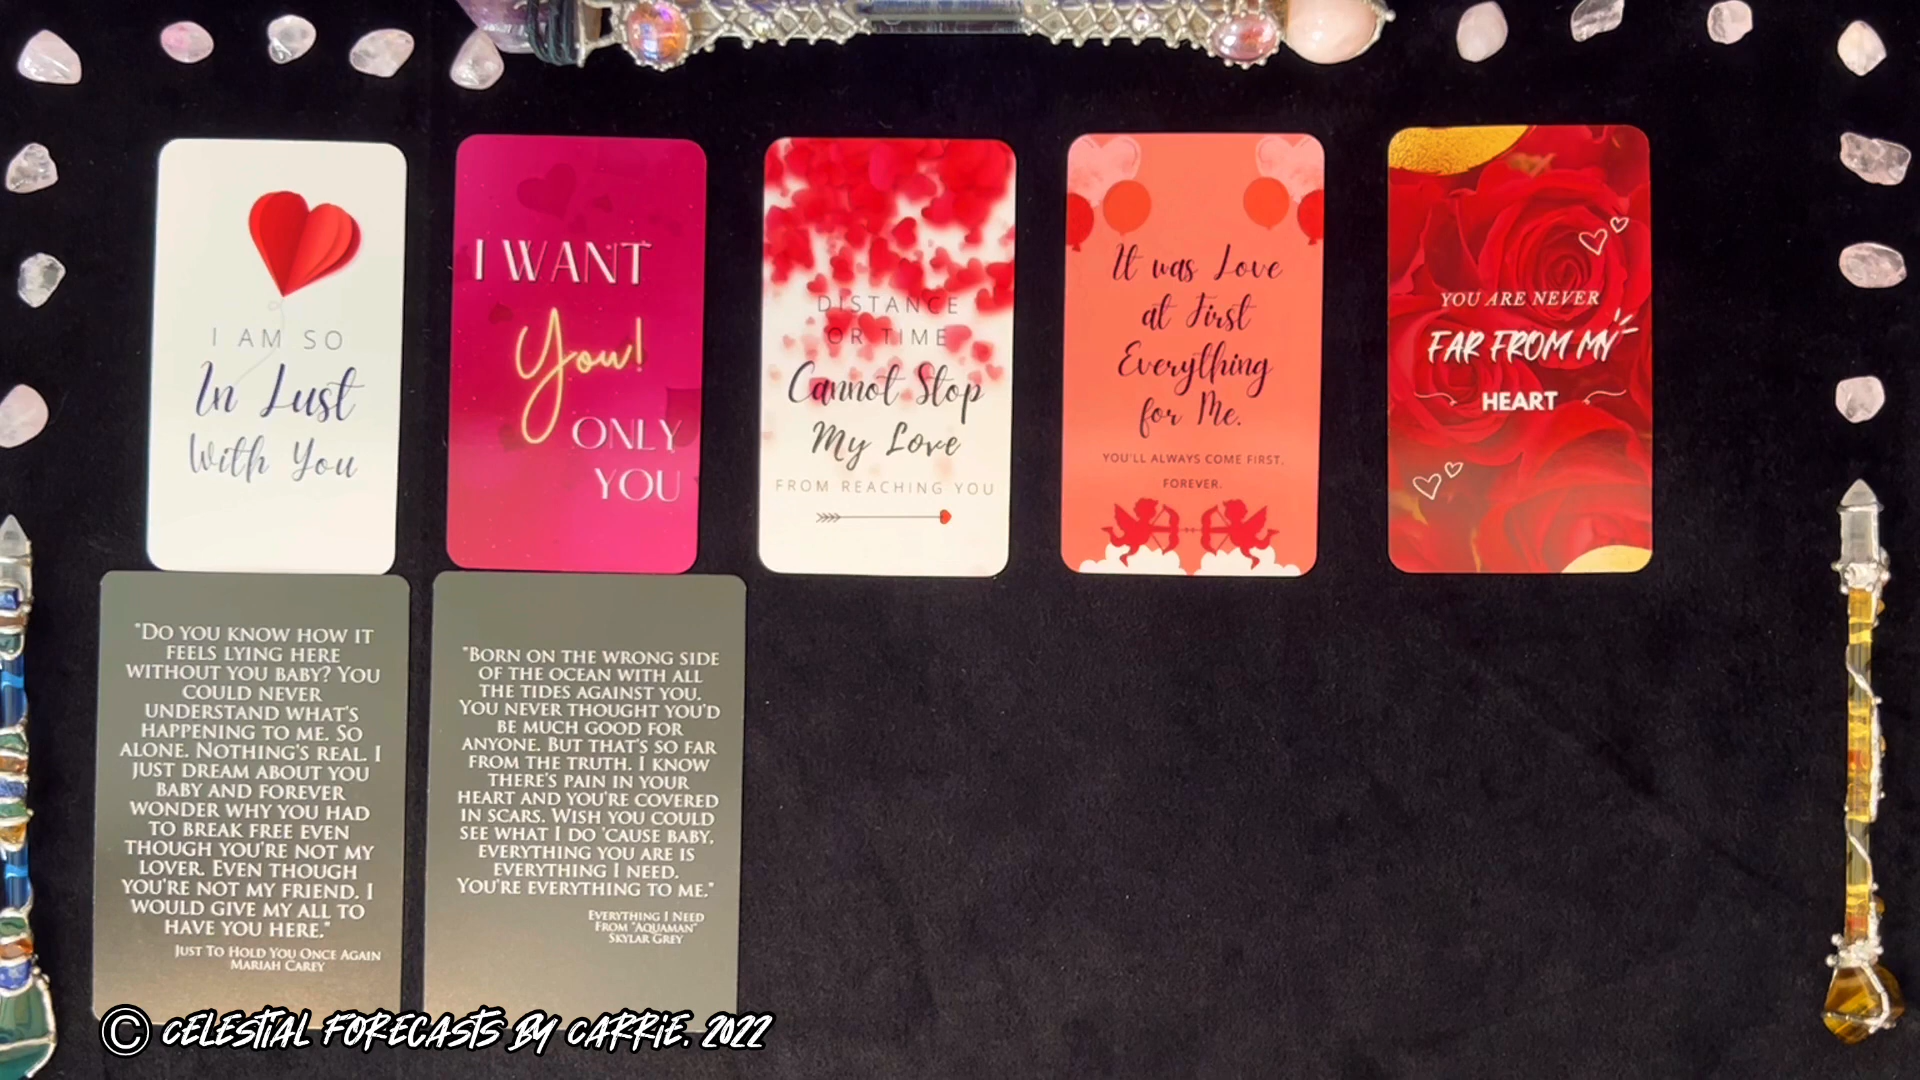 I AM SO
In Lust
With You
I WANT
You!
ONLY
YOU
DISTANCE
OR TIME
Cannot Stop
My Love
FROM REACHING YOU
It was Love
at First
Everything
for Me.
YOU'LL ALWAYS COME FIRST,
FOREVER.
YOU ARE NEVER
FAR FROM MY
HEART
"DO YOU KNOW HOW IT
FEELS LYING HERE
WITHOUT YOU BABY? YOU
COULD NEVER
UNDERSTAND WHAT'S
HAPPENING TO ME. SO
ALONE. NOTHING'S REAL. I
JUST DREAM ABOUT YOU
BABY AND FOREVER
WONDER WHY YOU HAD
TO BREAK FREE EVEN
THOUGH YOU'RE NOT MY
LOVER. EVEN THOUGH
YOU'RE NOT MY FRIEND. I
WOULD GIVE MY ALL TO
HAVE YOU HERE."
JUST TO HOLD YOU ONCE AGAIN
MARIAH CAREY
"BORN ON THE WRONG SIDE
OF THE OCEAN WITH ALL
THE TIDES AGAINST YOU.
YOU NEVER THOUGHT YOU'D
BE MUCH GOOD FOR
ANYONE. BUT THAT'S SO FAR
FROM THE TRUTH. I KNOW
THERE'S PAIN IN YOUR
HEART AND YOU'RE COVERED
IN SCARS. WISH YOU COULD
SEE WHAT I DO 'CAUSE BABY,
EVERYTHING YOU ARE IS
EVERYTHING I NEED.
YOU'RE EVERYTHING TO ME."
EVERYTHING I NEED
FROM "AQUAMAN"
SKYLAR GREY
© CELESTIAL FORECASTS BY CARRIE. 2022